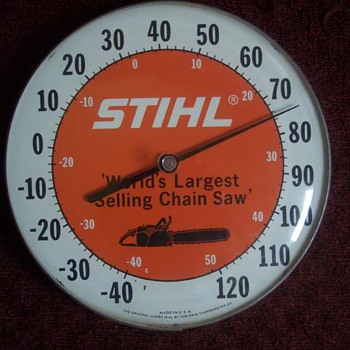 40 50
30 60
20 70
10 80
0 90
-10 100
-20 110
-30 120
-40 F
0 10
-10 20
-20 30
-30 40
-40 C
STIHL®
'World's Largest
Selling Chain Saw'
MADE IN U.S.A.